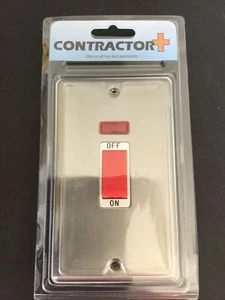 CONTRACTOR+
Decorative Accessories
OFF
ON